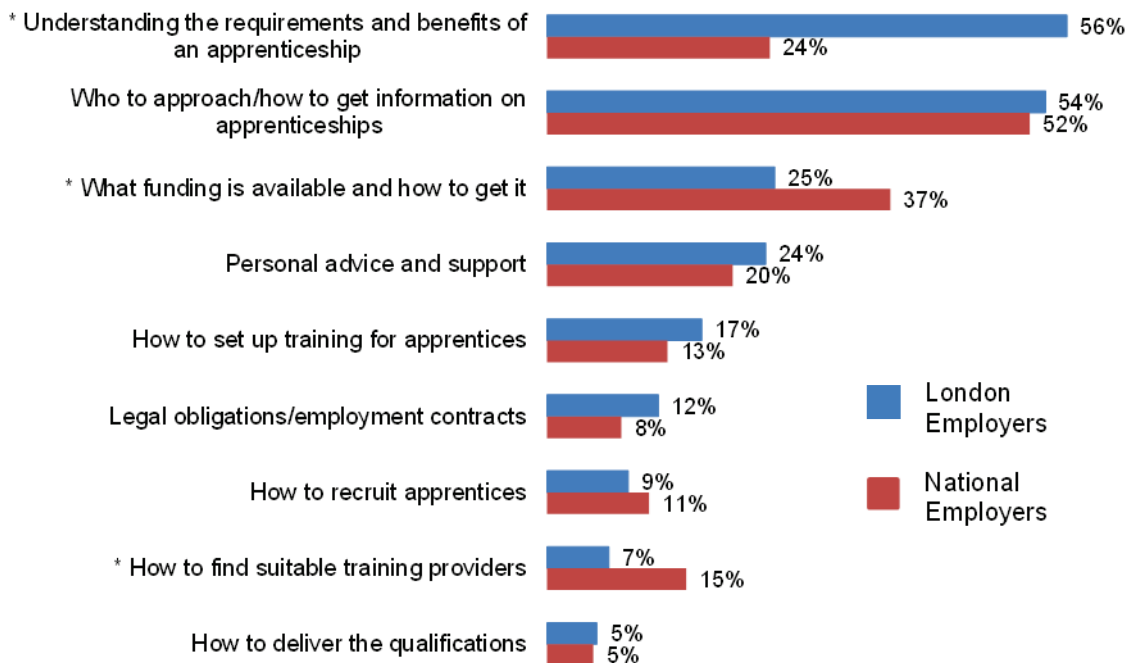 * Understanding the requirements and benefits of
an apprenticeship
56%
24%
Who to approach/how to get information on
apprenticeships
54%
52%
* What funding is available and how to get it
25%
37%
Personal advice and support
24%
20%
How to set up training for apprentices
17%
13%
Legal obligations/employment contracts
12%
8%
How to recruit apprentices
9%
11%
* How to find suitable training providers
7%
15%
How to deliver the qualifications
5%
5%
London
Employers
National
Employers